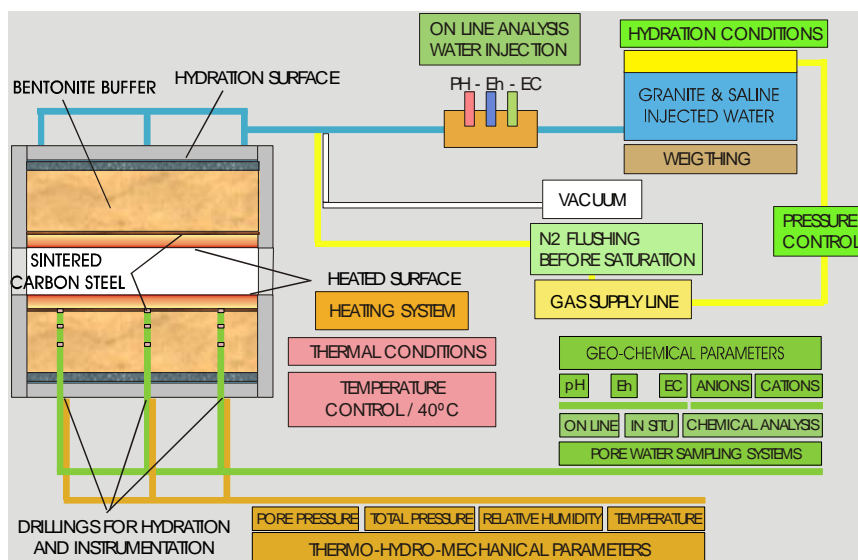 ON LINE ANALYSIS
WATER INJECTION
HYDRATION CONDITIONS
HYDRATION SURFACE
BENTONITE BUFFER
PH - Eh - EC
GRANITE & SALINE
INJECTED WATER
WEIGTHING
VACUUM
PRESSURE
CONTROL
N2 FLUSHING
BEFORE SATURATION
SINTERED
CARBON STEEL
HEATED SURFACE
GAS SUPPLY LINE
HEATING SYSTEM
THERMAL CONDITIONS
GEO-CHEMICAL PARAMETERS
TEMPERATURE
CONTROL / 40º C
pH Eh EC ANIONS CATIONS
ON LINE IN SITU CHEMICAL ANALYSIS
PORE WATER SAMPLING SYSTEMS
DRILLINGS FOR HYDRATION
AND INSTRUMENTATION
PORE PRESSURE TOTAL PRESSURE RELATIVE HUMIDITY TEMPERATURE
THERMO-HYDRO-MECHANICAL PARAMETERS